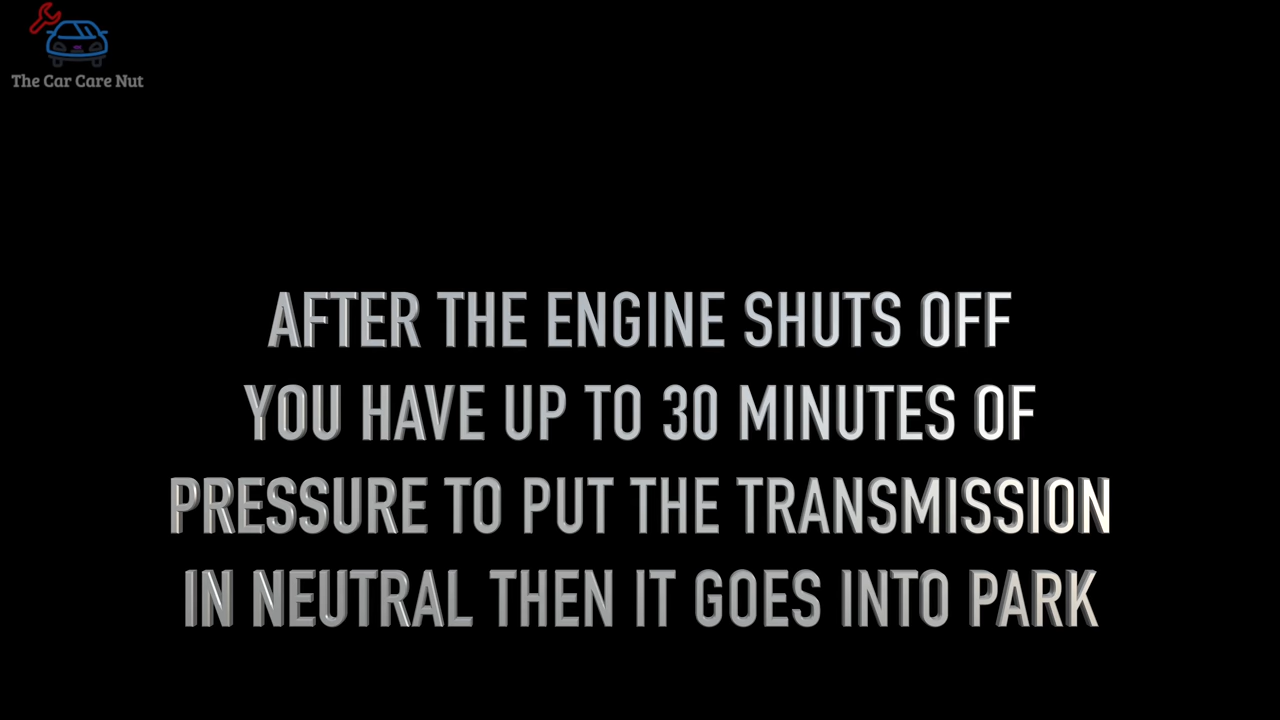 The Car Care Nut
AFTER THE ENGINE SHUTS OFF
YOU HAVE UP TO 30 MINUTES OF
PRESSURE TO PUT THE TRANSMISSION
IN NEUTRAL THEN IT GOES INTO PARK